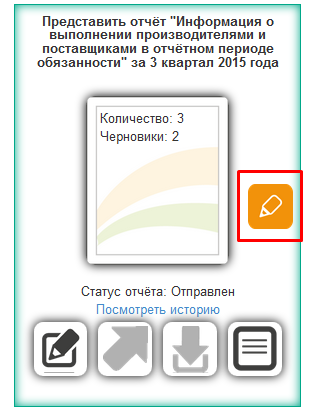 Представить отчёт "Информация о
выполнении производителями и
поставщиками в отчётном периоде
обязанности" за 3 квартал 2015 года
Количество: 3
Черновики: 2
Статус отчёта: Отправлен
Посмотреть историю